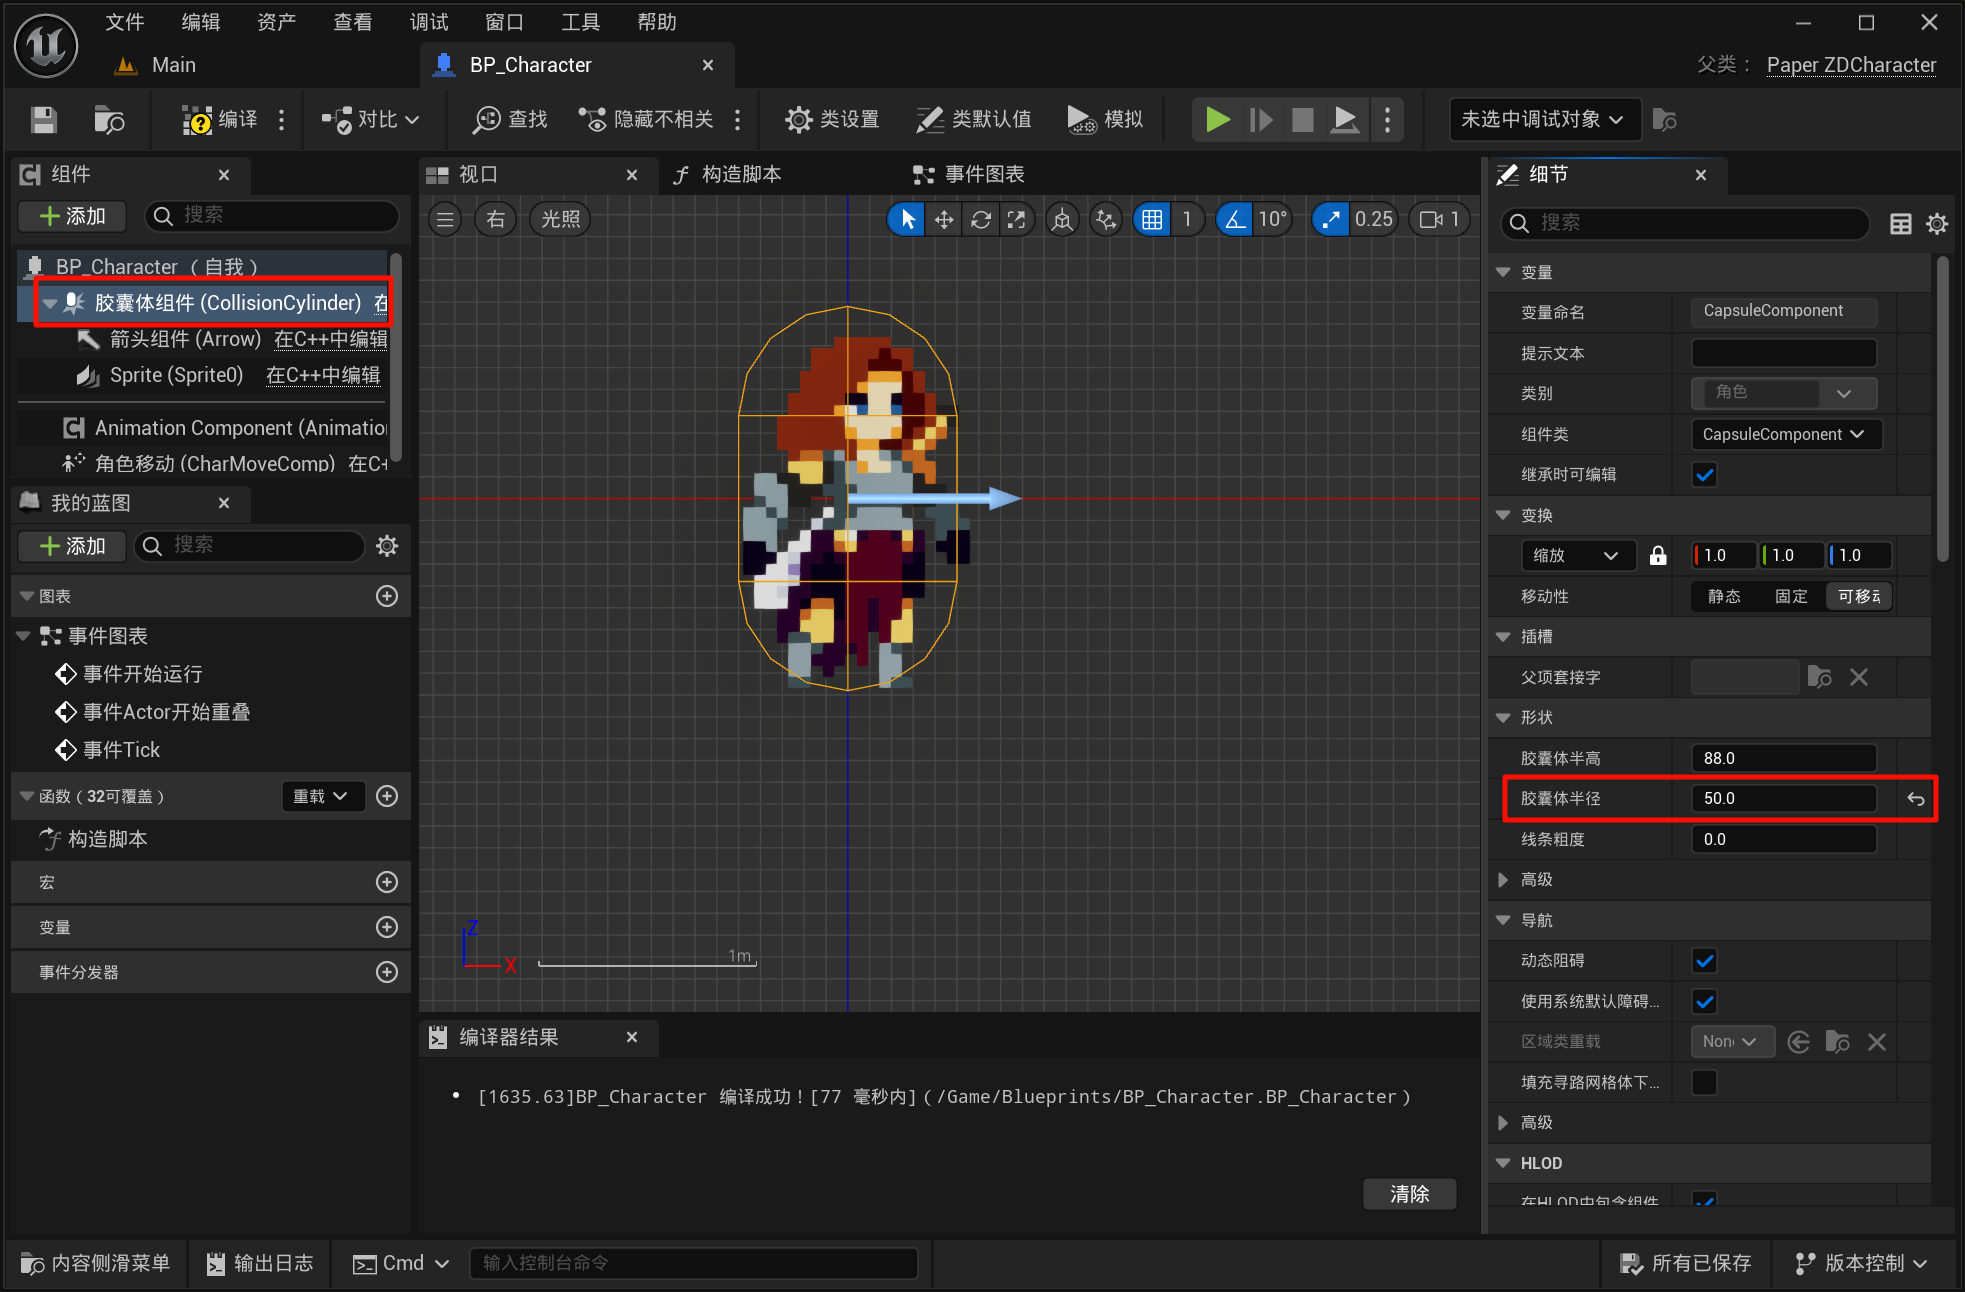 文件 编辑 资产 查看 调试 窗口 工具 帮助
Main
BP_Character
父类： Paper ZDCharacter
编译 对比 查找 隐藏不相关 类设置 类默认值 模拟 未选中调试对象
组件
添加 搜索
BP_Character （自我）
胶囊体组件 (CollisionCylinder) 在
箭头组件 (Arrow) 在C++中编辑
Sprite (Sprite0) 在C++中编辑
Animation Component (Animatio
角色移动 (CharMoveComp) 在C+
我的蓝图
添加 搜索
图表
事件图表
事件开始运行
事件Actor开始重叠
事件Tick
函数（32可覆盖） 重载
构造脚本
宏
变量
事件分发器
视口 构造脚本 事件图表
右 光照 1 10° 0.25 1
Z
X
1m
编译器结果
• [1635.63]BP_Character 编译成功！[77 毫秒内]（/Game/Blueprints/BP_Character.BP_Character）
清除
细节
搜索
变量
变量命名 CapsuleComponent
提示文本
类别 角色
组件类 CapsuleComponent
继承时可编辑
变换
缩放 1.0 1.0 1.0
移动性 静态 固定 可移动
插槽
父项套接字
形状
胶囊体半高 88.0
胶囊体半径 50.0
线条粗度 0.0
高级
导航
动态阻碍
使用系统默认障碍...
区域类重载 Non
填充寻路网格体下...
高级
HLOD
在HLOD中包含组件
内容侧滑菜单 输出日志 Cmd 输入控制台命令 所有已保存 版本控制